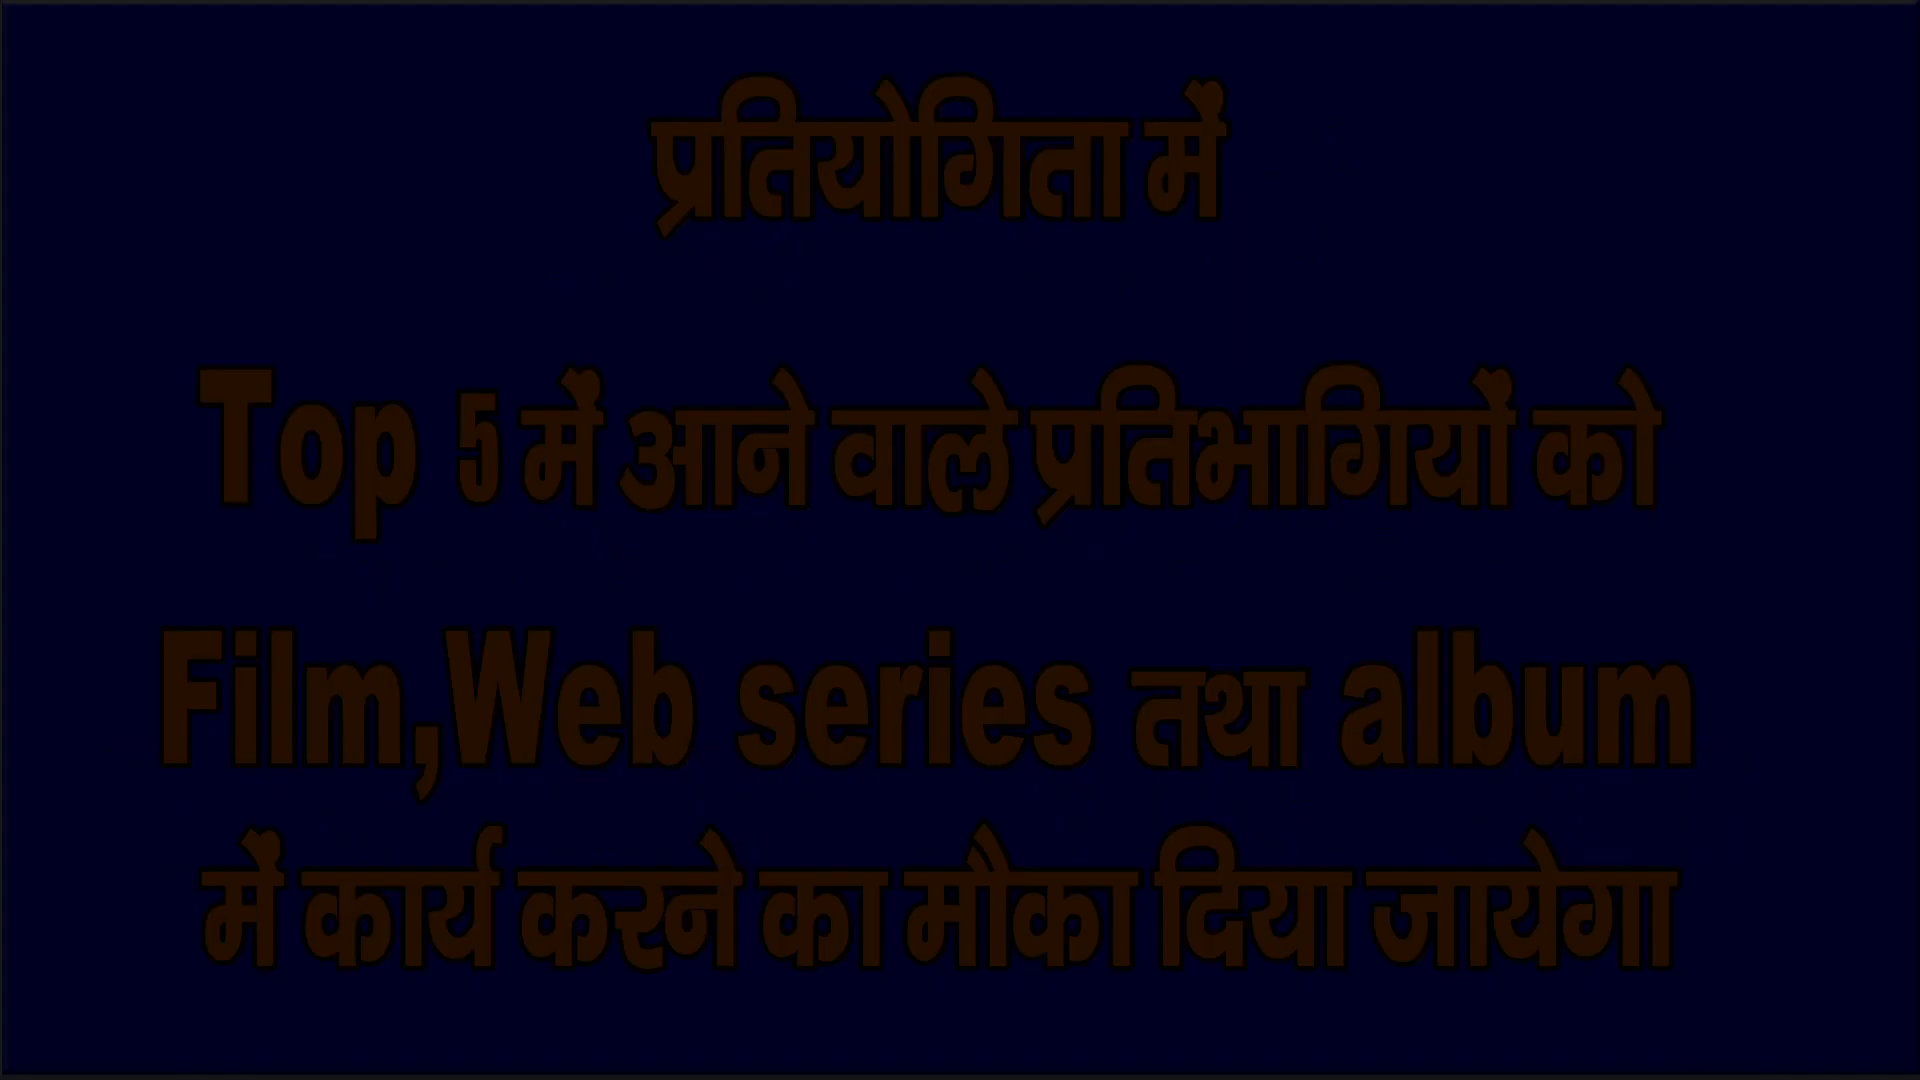 प्रतियोगिता में
Top 5 में आने वाले प्रतिभागियों को
Film,Web series तथा album
में कार्य करने का मौका दिया जायेगा